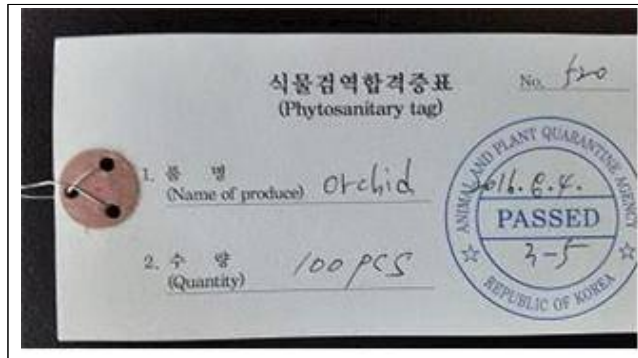 식물검역합격증표
(Phytosanitary tag)
No. 520
1. 품 명
(Name of produce) Orchid
2. 수 량
(Quantity) 100 PCS
ANIMAL AND PLANT QUARANTINE AGENCY
2016. 6. 4.
PASSED
3-5
REPUBLIC OF KOREA